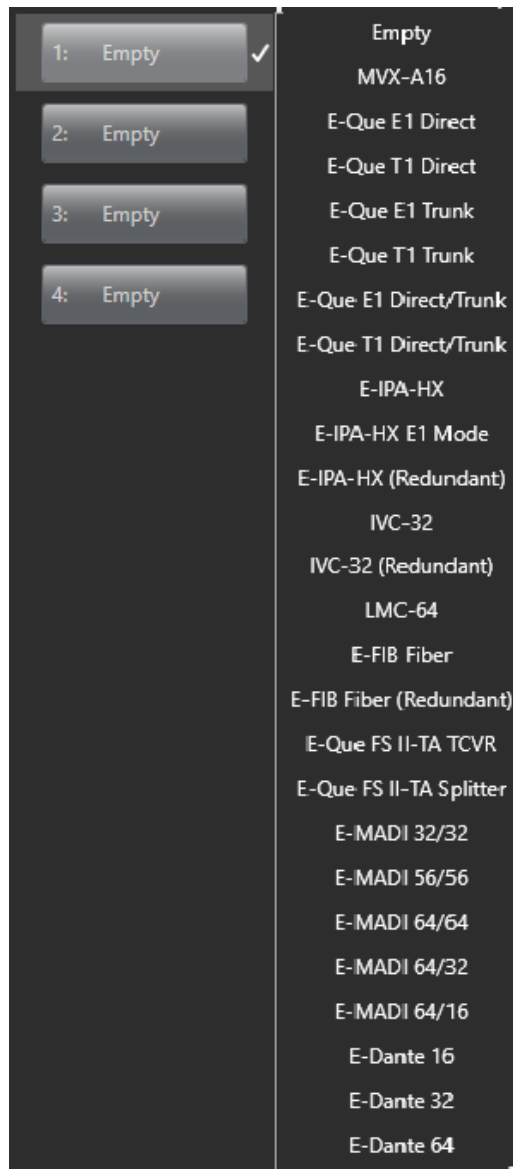 1: Empty ✓
2: Empty
3: Empty
4: Empty
Empty
MVX-A16
E-Que E1 Direct
E-Que T1 Direct
E-Que E1 Trunk
E-Que T1 Trunk
E-Que E1 Direct/Trunk
E-Que T1 Direct/Trunk
E-IPA-HX
E-IPA-HX E1 Mode
E-IPA-HX (Redundant)
IVC-32
IVC-32 (Redundant)
LMC-64
E-FIB Fiber
E-FIB Fiber (Redundant)
E-Que FS II-TA TCVR
E-Que FS II-TA Splitter
E-MADI 32/32
E-MADI 56/56
E-MADI 64/64
E-MADI 64/32
E-MADI 64/16
E-Dante 16
E-Dante 32
E-Dante 64